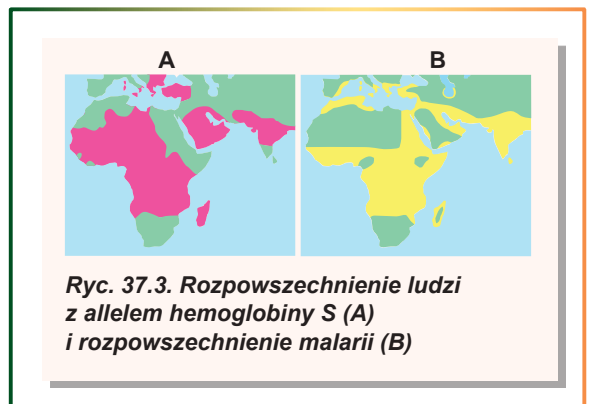 A B
Ryc. 37.3. Rozpowszechnienie ludzi
z allelem hemoglobiny S (A)
i rozpowszechnienie malarii (B)